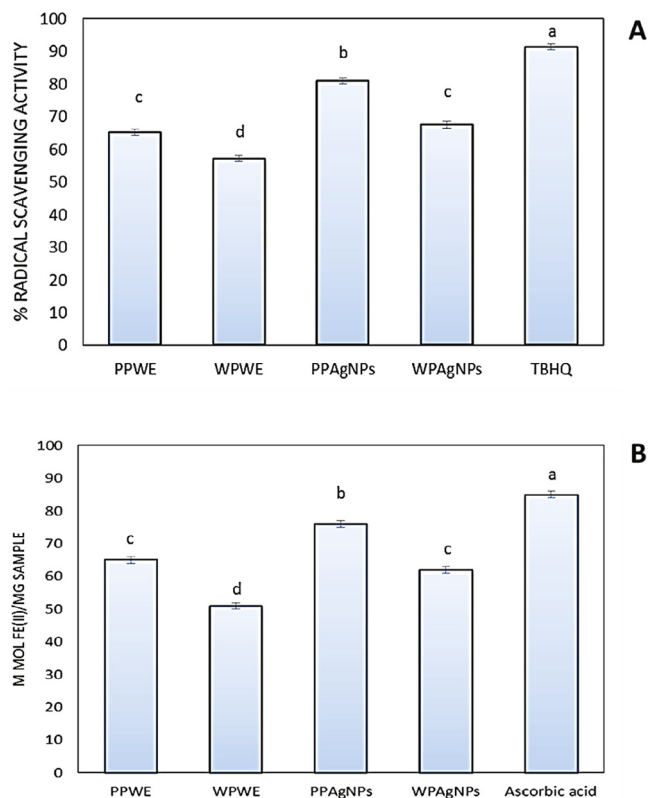 A
% RADICAL SCAVENGING ACTIVITY
100
90
80
70
60
50
40
30
20
10
0
c
d
b
c
a
PPWE WPWE PPAgNPs WPAgNPs TBHQ
B
M MOL FE(II)/MG SAMPLE
100
90
80
70
60
50
40
30
20
10
0
c
d
b
c
a
PPWE WPWE PPAgNPs WPAgNPs Ascorbic acid